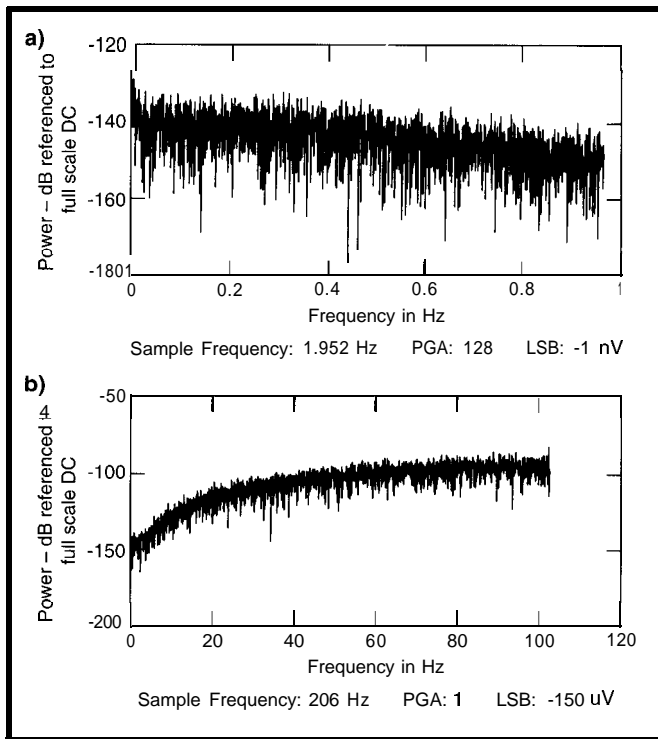 a)
Power – dB referenced to
full scale DC
-120
-140
-160
-1801
0 0.2 0.4 0.6 0.8 1
Frequency in Hz
Sample Frequency: 1.952 Hz PGA: 128 LSB: -1 nV
b)
Power – dB referenced 4
full scale DC
-50
-100
-150
-200
0 20 40 60 80 100 120
Frequency in Hz
Sample Frequency: 206 Hz PGA: 1 LSB: -150 uV